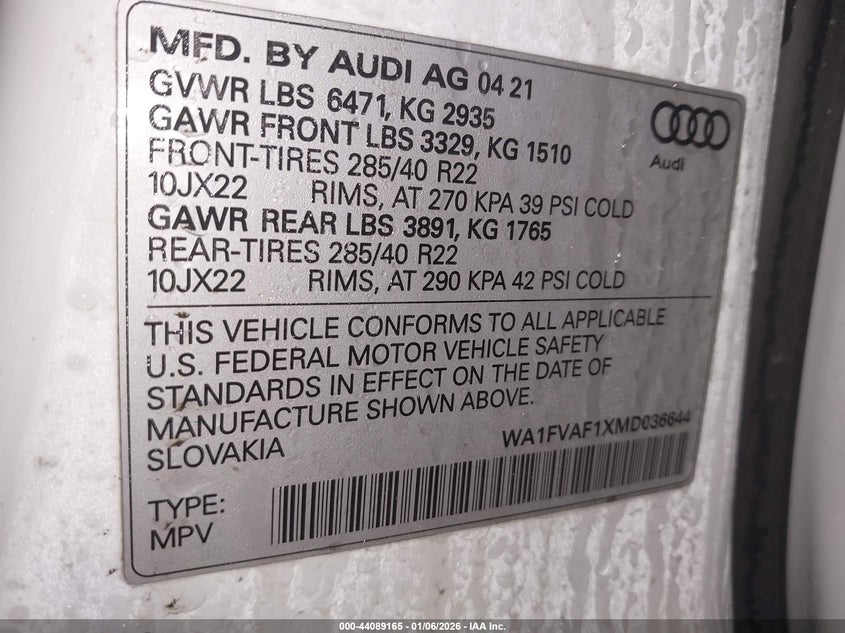 MFD. BY AUDI AG 04 21
GVWR LBS 6471, KG 2935
GAWR FRONT LBS 3329, KG 1510
FRONT-TIRES 285/40 R22
10JX22 RIMS, AT 270 KPA 39 PSI COLD
GAWR REAR LBS 3891, KG 1765
REAR-TIRES 285/40 R22
10JX22 RIMS, AT 290 KPA 42 PSI COLD
Audi
THIS VEHICLE CONFORMS TO ALL APPLICABLE
U.S. FEDERAL MOTOR VEHICLE SAFETY
STANDARDS IN EFFECT ON THE DATE OF
MANUFACTURE SHOWN ABOVE.
SLOVAKIA
WA1FVAF1XMD036644
TYPE:
MPV
000-44089165 - 01/06/2026 - IAA Inc.